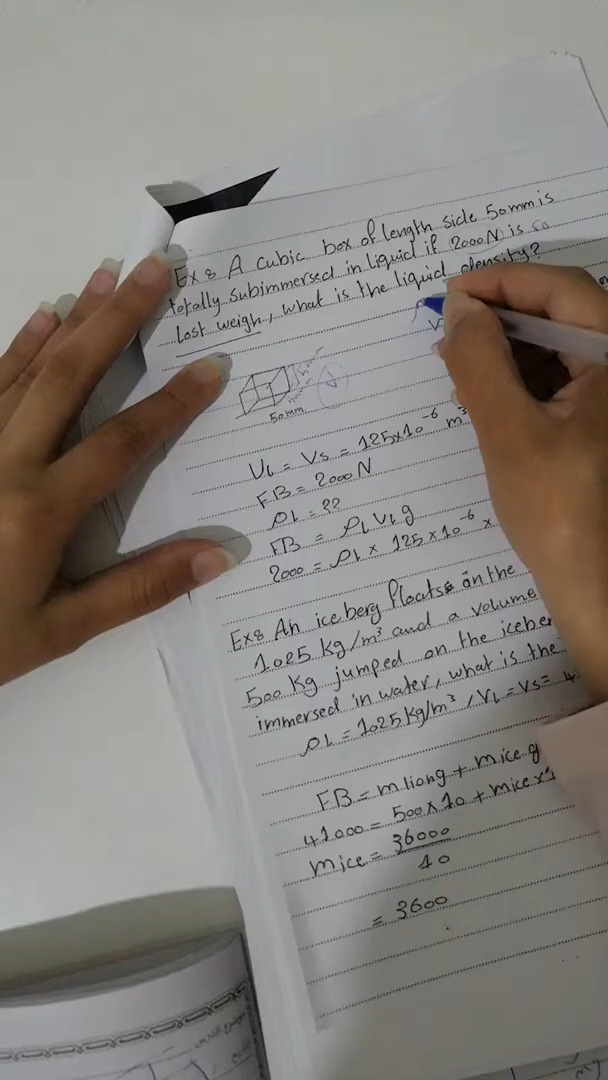 Ex: A cubic box of length side 50mm is
totally subimmersed in liquid if 2000N is so
lost weigh, what is the liquid density?
50mm
VL = Vs = 125x10⁻⁶ m³
FB = 2000N
ρL = ??
FB = ρL VL g
2000 = ρL x 125 x 10⁻⁶ x
Ex: An iceberg floats on the
1025 kg/m³ and a volume
500 Kg jumped on the iceber
immersed in water, what is the
ρL = 1025 Kg/m³ / VL = Vs = 4
FB = m liong + mice g
41000 = 500 x 10 + mice x 1
mice = 36000
10
= 3600